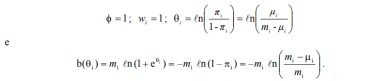 ϕ = 1 ; w_i = 1 ; θ_i = ℓn(π_i / (1 - π_i)) = ℓn(μ_i / (m_i - μ_i))
e
b(θ_i) = m_i ℓn(1 + e^{θ_i}) = −m_i ℓn(1 − π_i) = −m_i ℓn((m_i − μ_i) / m_i) .